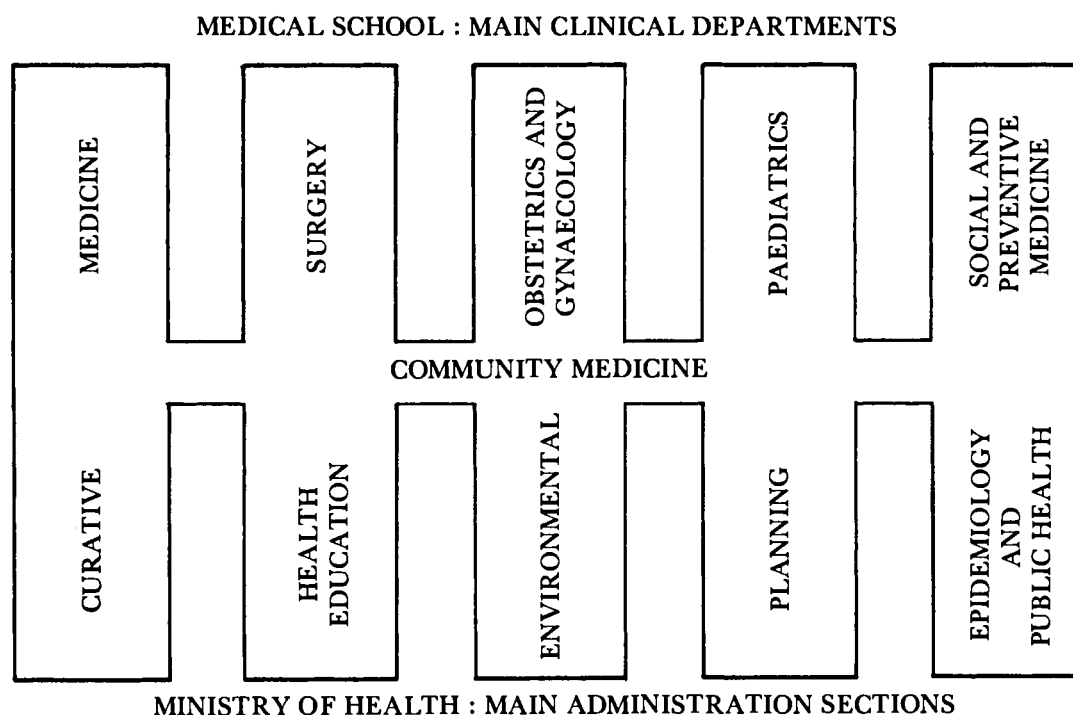 MEDICAL SCHOOL : MAIN CLINICAL DEPARTMENTS
MEDICINE
SURGERY
OBSTETRICS AND
GYNAECOLOGY
PAEDIATRICS
SOCIAL AND
PREVENTIVE
MEDICINE
COMMUNITY MEDICINE
CURATIVE
HEALTH
EDUCATION
ENVIRONMENTAL
PLANNING
EPIDEMIOLOGY
AND
PUBLIC HEALTH
MINISTRY OF HEALTH : MAIN ADMINISTRATION SECTIONS